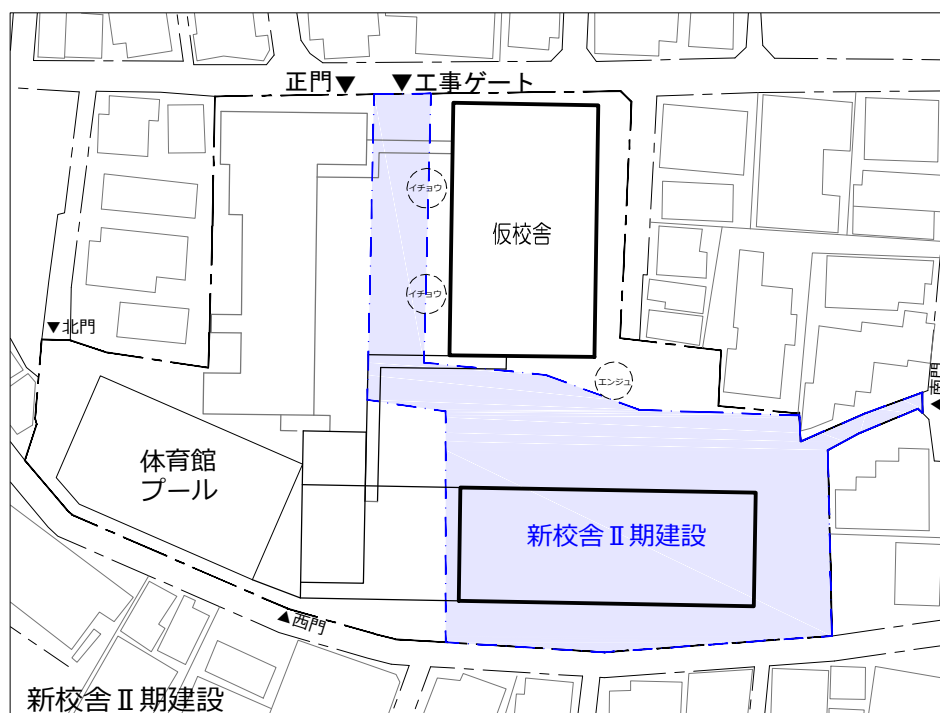 正門▼ ▼工事ゲート
イチョウ
仮校舎
イチョウ
▼北門
エンジュ
▲南門
体育館
プール
新校舎Ⅱ期建設
▲西門
新校舎Ⅱ期建設